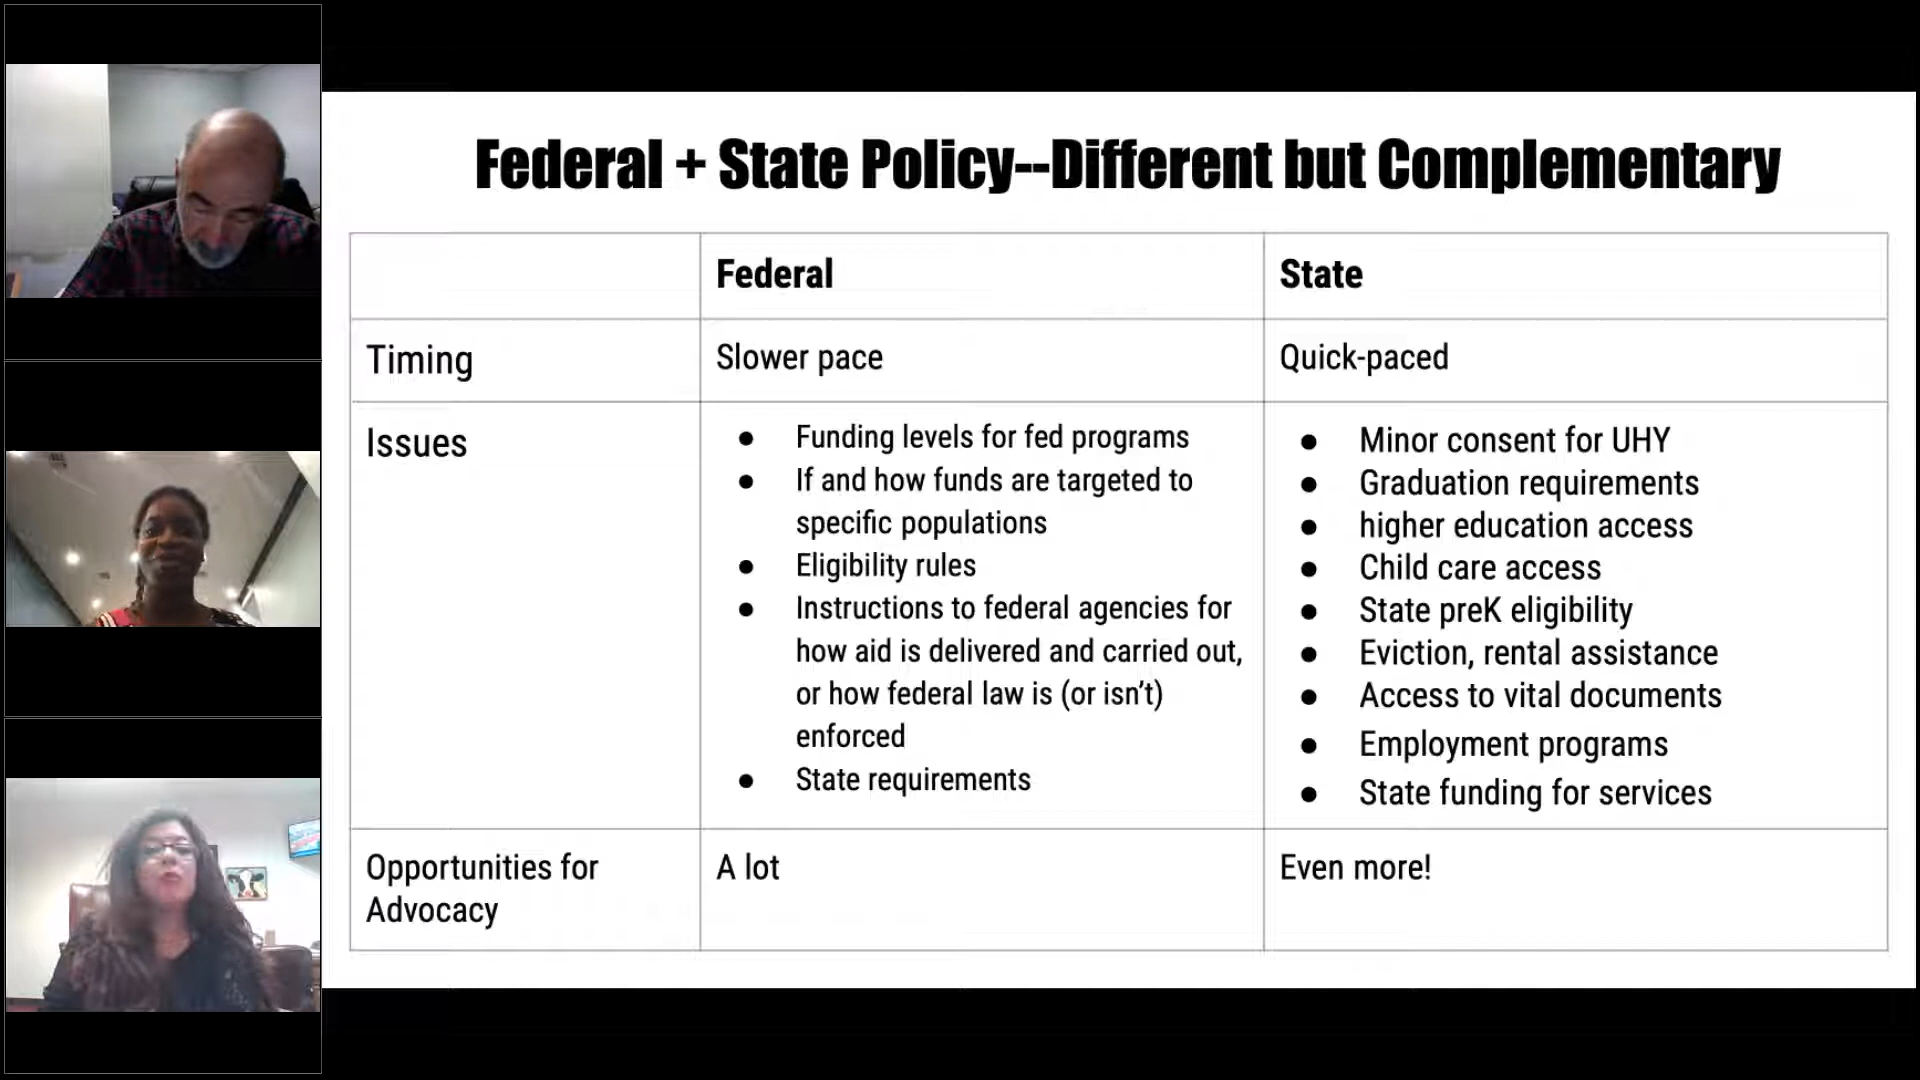 Federal + State Policy--Different but Complementary
Federal
State
Timing
Slower pace
Quick-paced
Issues
● Funding levels for fed programs
● If and how funds are targeted to
specific populations
● Eligibility rules
● Instructions to federal agencies for
how aid is delivered and carried out,
or how federal law is (or isn't)
enforced
● State requirements
● Minor consent for UHY
● Graduation requirements
● higher education access
● Child care access
● State preK eligibility
● Eviction, rental assistance
● Access to vital documents
● Employment programs
● State funding for services
Opportunities for
Advocacy
A lot
Even more!